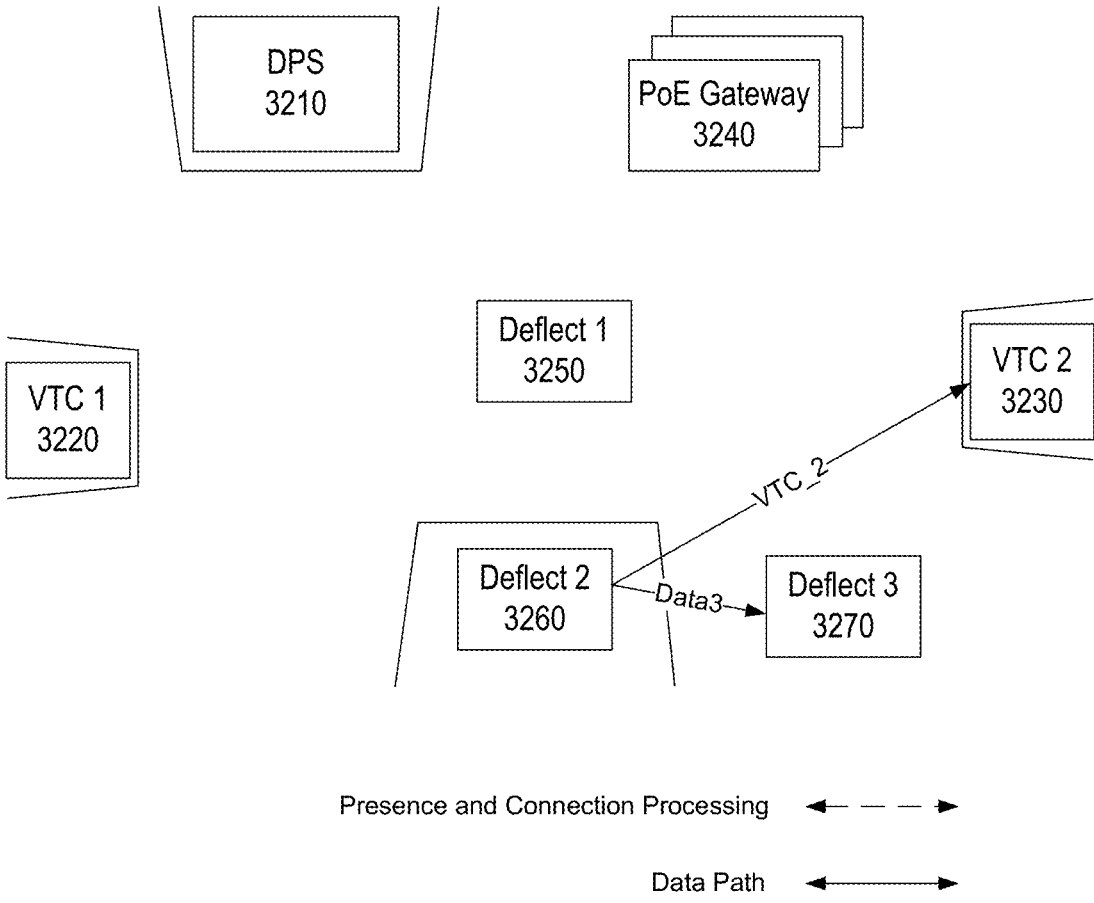 DPS
3210
PoE Gateway
3240
Deflect 1
3250
VTC 1
3220
VTC 2
3230
VTC_2
Deflect 2
3260
Data3
Deflect 3
3270
Presence and Connection Processing
Data Path